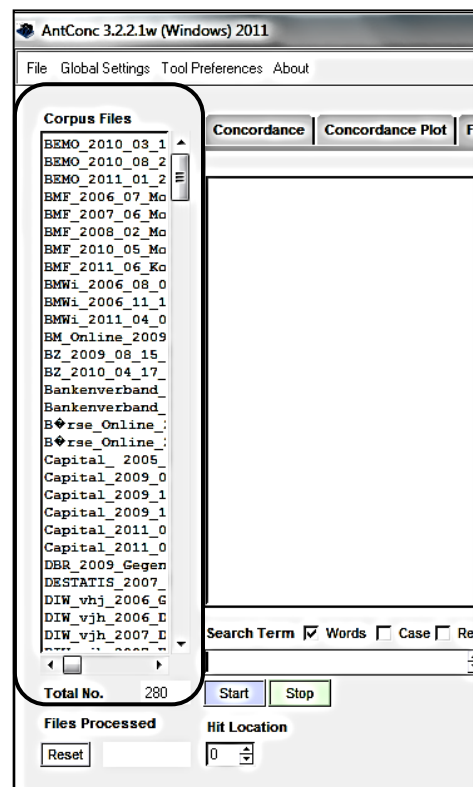 AntConc 3.2.2.1w (Windows) 2011
File Global Settings Tool Preferences About
Corpus Files
BEMO_2010_03_1
BEMO_2010_08_2
BEMO_2011_01_2
BMF_2006_07_Mo
BMF_2007_06_Mo
BMF_2008_02_Mo
BMF_2010_05_Mo
BMF_2011_06_Ko
BMWi_2006_08_0
BMWi_2006_11_1
BMWi_2011_04_0
BM_Online_2009
BZ_2009_08_15_
BZ_2010_04_17_
Bankenverband_
Bankenverband_
B�rse_Online_
B�rse_Online_
Capital_ 2005_
Capital_2009_0
Capital_2009_1
Capital_2009_1
Capital_2011_0
Capital_2011_0
DBR_2009_Gegen
DESTATIS_2007_
DIW_vhj_2006_G
DIW_vjh_2006_D
DIW_vjh_2007_D
Total No. 280
Files Processed
Reset
Concordance Concordance Plot F
Search Term Words Case Re
Start Stop
Hit Location
0